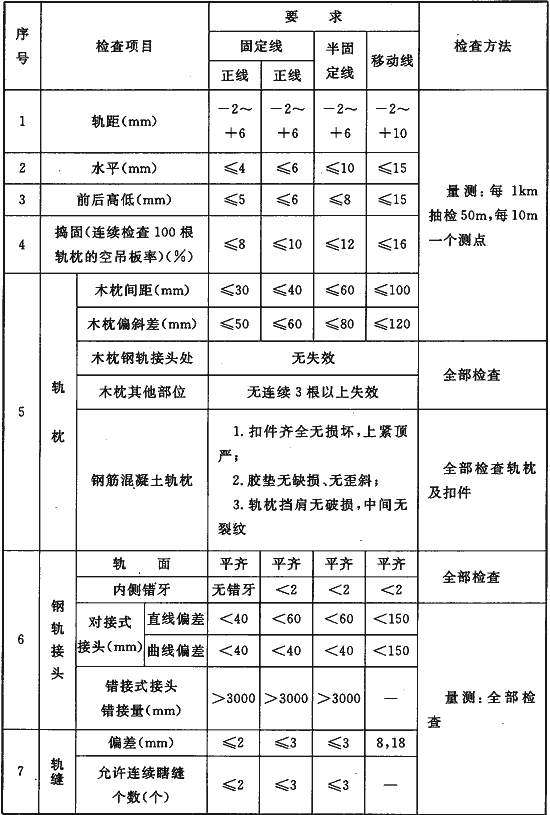 序号 检查项目 要 求 检查方法
固定线 半固定线 移动线
正线 正线
1 轨距(mm) －2～＋6 －2～＋6 －2～＋6 －2～＋10 量测：每 1km 抽检50m，每10m 一个测点
2 水平(mm) ≤4 ≤6 ≤10 ≤15
3 前后高低(mm) ≤5 ≤6 ≤8 ≤15
4 捣固(连续检查100根轨枕的空吊板率)(%) ≤8 ≤10 ≤12 ≤16
5 轨枕 木枕间距(mm) ≤30 ≤40 ≤60 ≤100
木枕偏斜差(mm) ≤50 ≤60 ≤80 ≤120
木枕钢轨接头处 无失效 全部检查
木枕其他部位 无连续3根以上失效
钢筋混凝土轨枕 1.扣件齐全无损坏，上紧顶严； 全部检查轨枕及扣件
2.胶垫无缺损、无歪斜；
3.轨枕挡肩无破损，中间无裂纹
6 钢轨接头 轨 面 平齐 平齐 平齐 平齐 全部检查
内侧错牙 无错牙 <2 <2 <2
对接式接头(mm) 直线偏差 <40 <60 <60 <150 量测：全部检查
曲线偏差 <40 <40 <40 <150
错接式接头错接量(mm) >3000 >3000 >3000 —
7 轨缝 偏差(mm) ≤2 ≤3 ≤3 8,18
允许连续瞎缝个数(个) ≤2 ≤3 ≤3 —